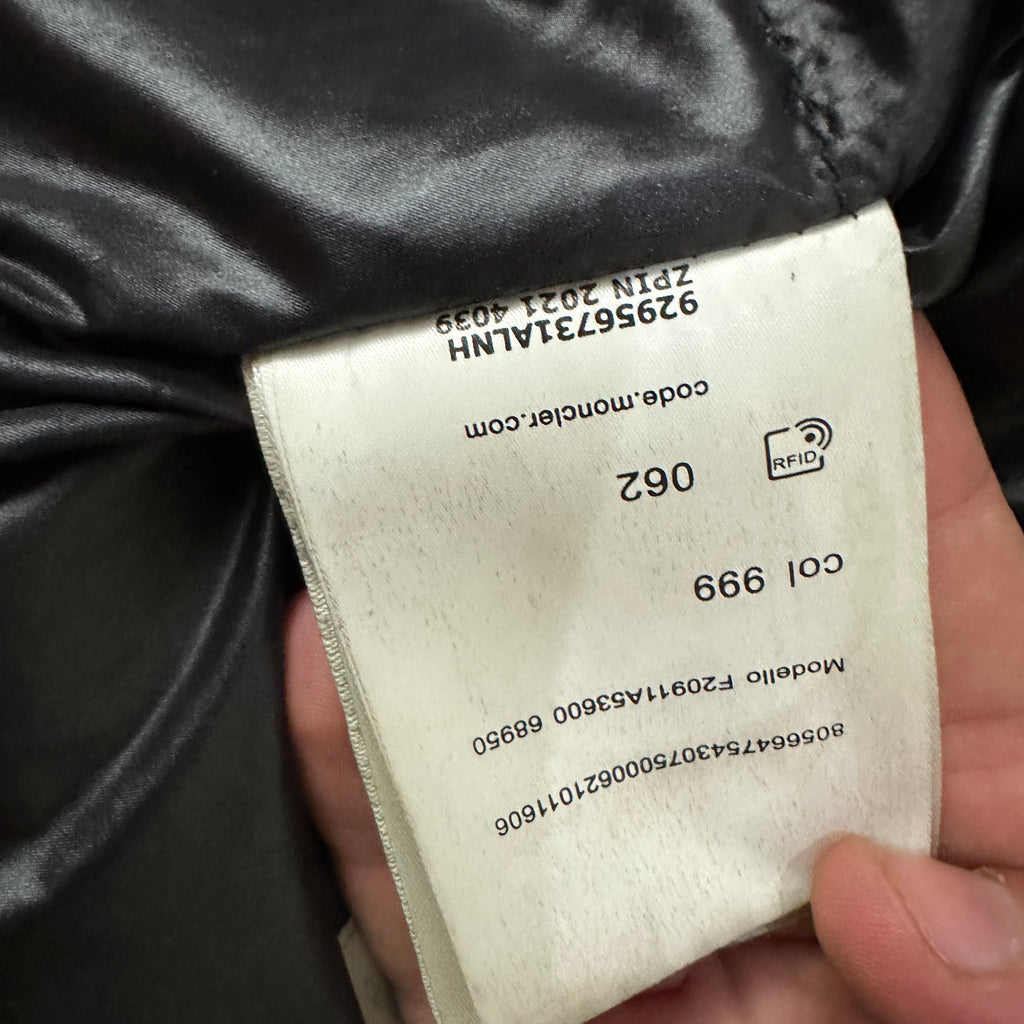 8056647543075000621011606
Modello F20911A53600 68950
col 999
RFID
062
code.moncler.com
92956731ALNH
ZPIN 2021 4039